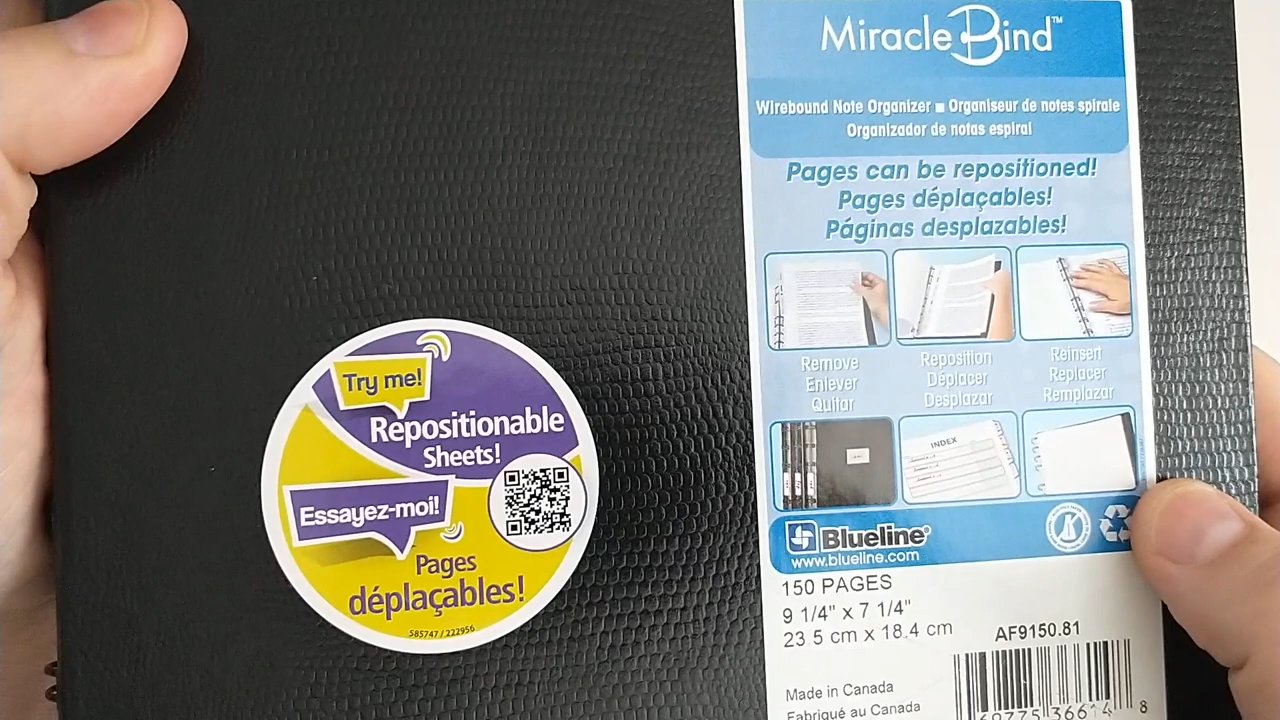 MiracleBind™
Wirebound Note Organizer ■ Organiseur de notes spirale
Organizador de notas espiral
Pages can be repositioned!
Pages déplaçables!
Páginas desplazables!
Remove
Enlever
Quitar
Reposition
Déplacer
Desplazar
Reinsert
Replacer
Remplazar
INDEX
Blueline®
www.blueline.com
150 PAGES
9 1/4" x 7 1/4"
23.5 cm x 18.4 cm
AF9150.81
Made in Canada
Fabriqué au Canada
8
Try me!
Repositionable
Sheets!
Essayez-moi!
Pages
déplaçables!
585747 / 222956